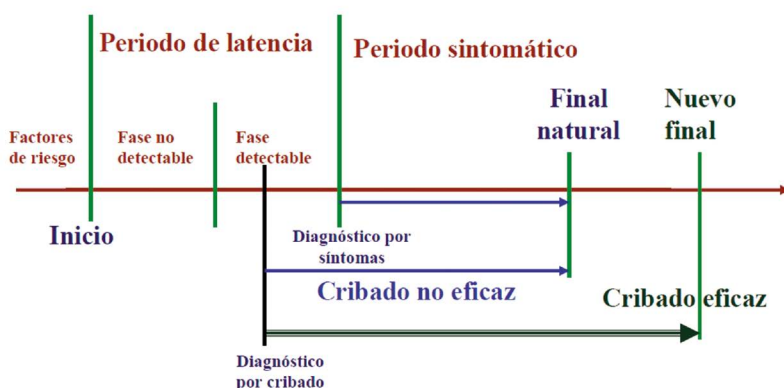 Periodo de latencia
Periodo sintomático
Final
natural
Nuevo
final
Factores
de riesgo
Fase no
detectable
Fase
detectable
Inicio
Diagnóstico por
síntomas
Cribado no eficaz
Cribado eficaz
Diagnóstico
por cribado